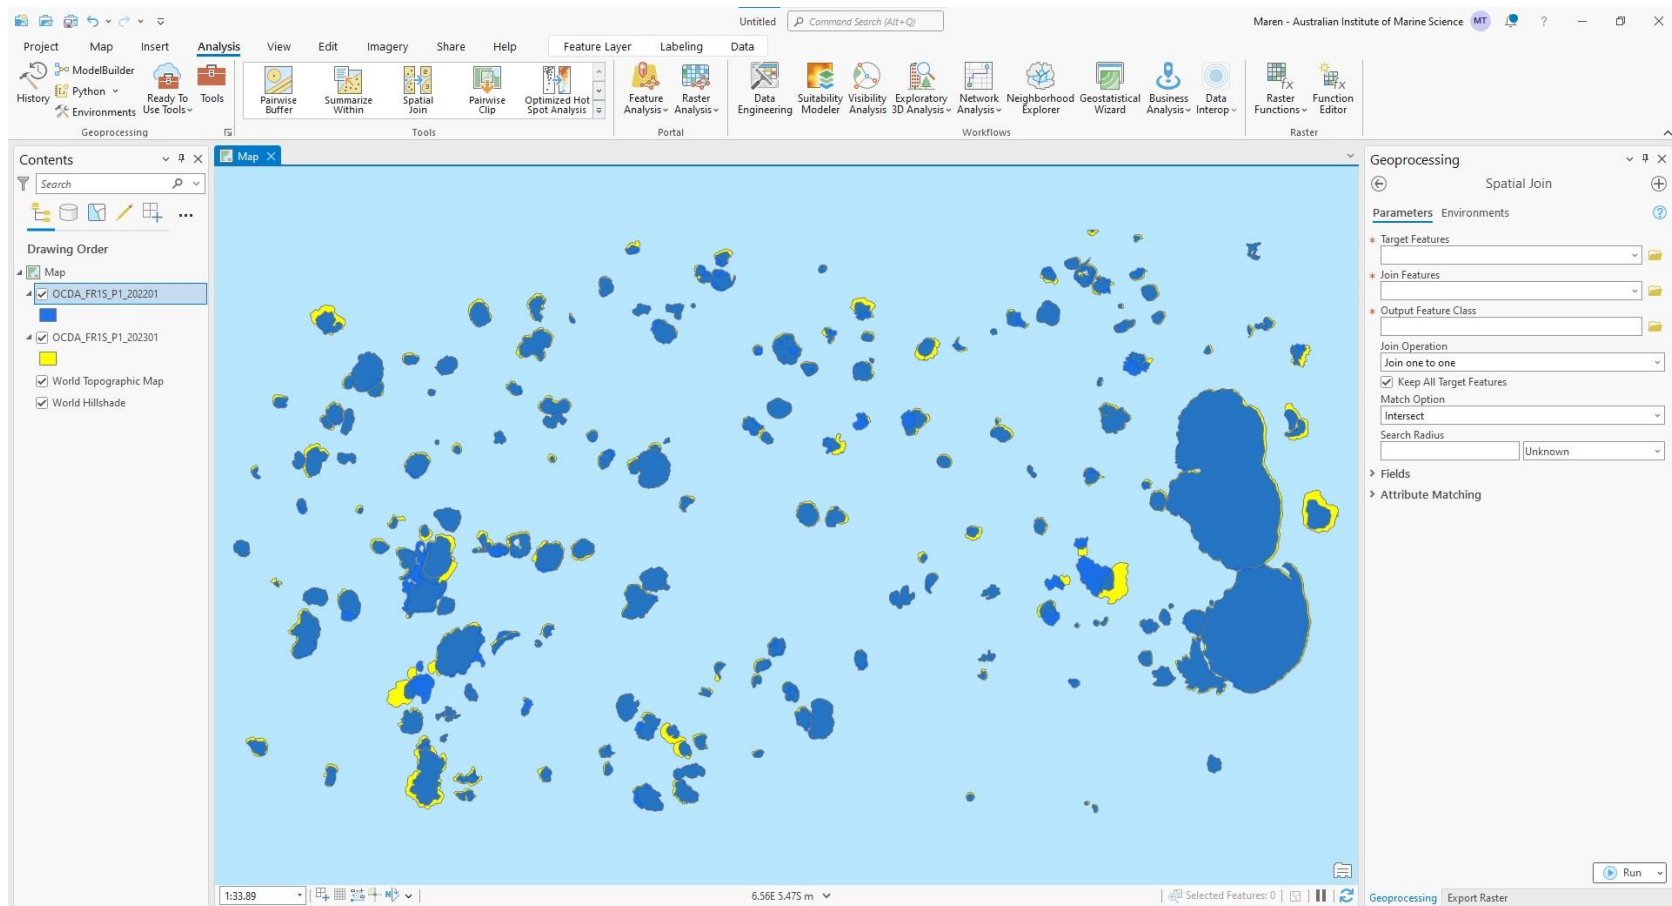 Untitled
Command Search (Alt+Q)
Maren - Australian Institute of Marine Science
MT
?
Project Map Insert Analysis View Edit Imagery Share Help Feature Layer Labeling Data
History
ModelBuilder
Python
Environments
Ready To Use Tools
Tools
Geoprocessing
Pairwise Buffer
Summarize Within
Spatial Join
Pairwise Clip
Optimized Hot Spot Analysis
Tools
Feature Analysis
Raster Analysis
Portal
Data Engineering
Suitability Modeler
Visibility Analysis
Exploratory 3D Analysis
Network Analysis
Neighborhood Explorer
Geostatistical Wizard
Business Analysis
Data Interop
Workflows
Raster Functions
Function Editor
Raster
Contents
Search
Drawing Order
Map
OCDA_FR1S_P1_202201
OCDA_FR1S_P1_202301
World Topographic Map
World Hillshade
Map
1:33.89
6.56E 5.47S m
Selected Features: 0
Geoprocessing
Spatial Join
Parameters Environments
?
* Target Features
* Join Features
* Output Feature Class
Join Operation
Join one to one
Keep All Target Features
Match Option
Intersect
Search Radius
Unknown
Fields
Attribute Matching
Run
Geoprocessing Export Raster